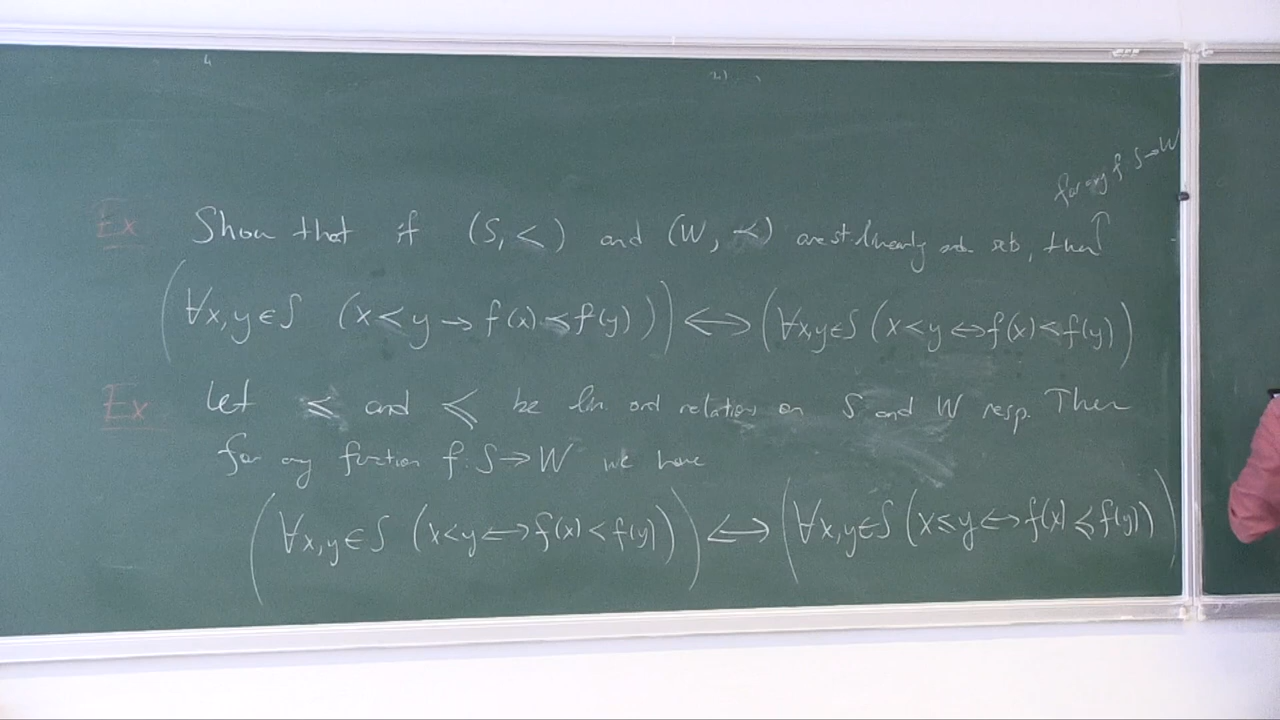 for any f: S→W
Ex Show that if (S, <) and (W, ≺) are st. linearly ord. sets, then
(∀x,y∈S (x<y → f(x)≺f(y))) ⟺ (∀x,y∈S (x<y ⟺ f(x)≺f(y)))
Ex Let ≤ and ≼ be lin. ord relations on S and W resp. Then
for any function f: S→W we have
(∀x,y∈S (x<y ⟺ f(x)<f(y))) ⟺ (∀x,y∈S (x≤y ⟺ f(x)≼f(y)))